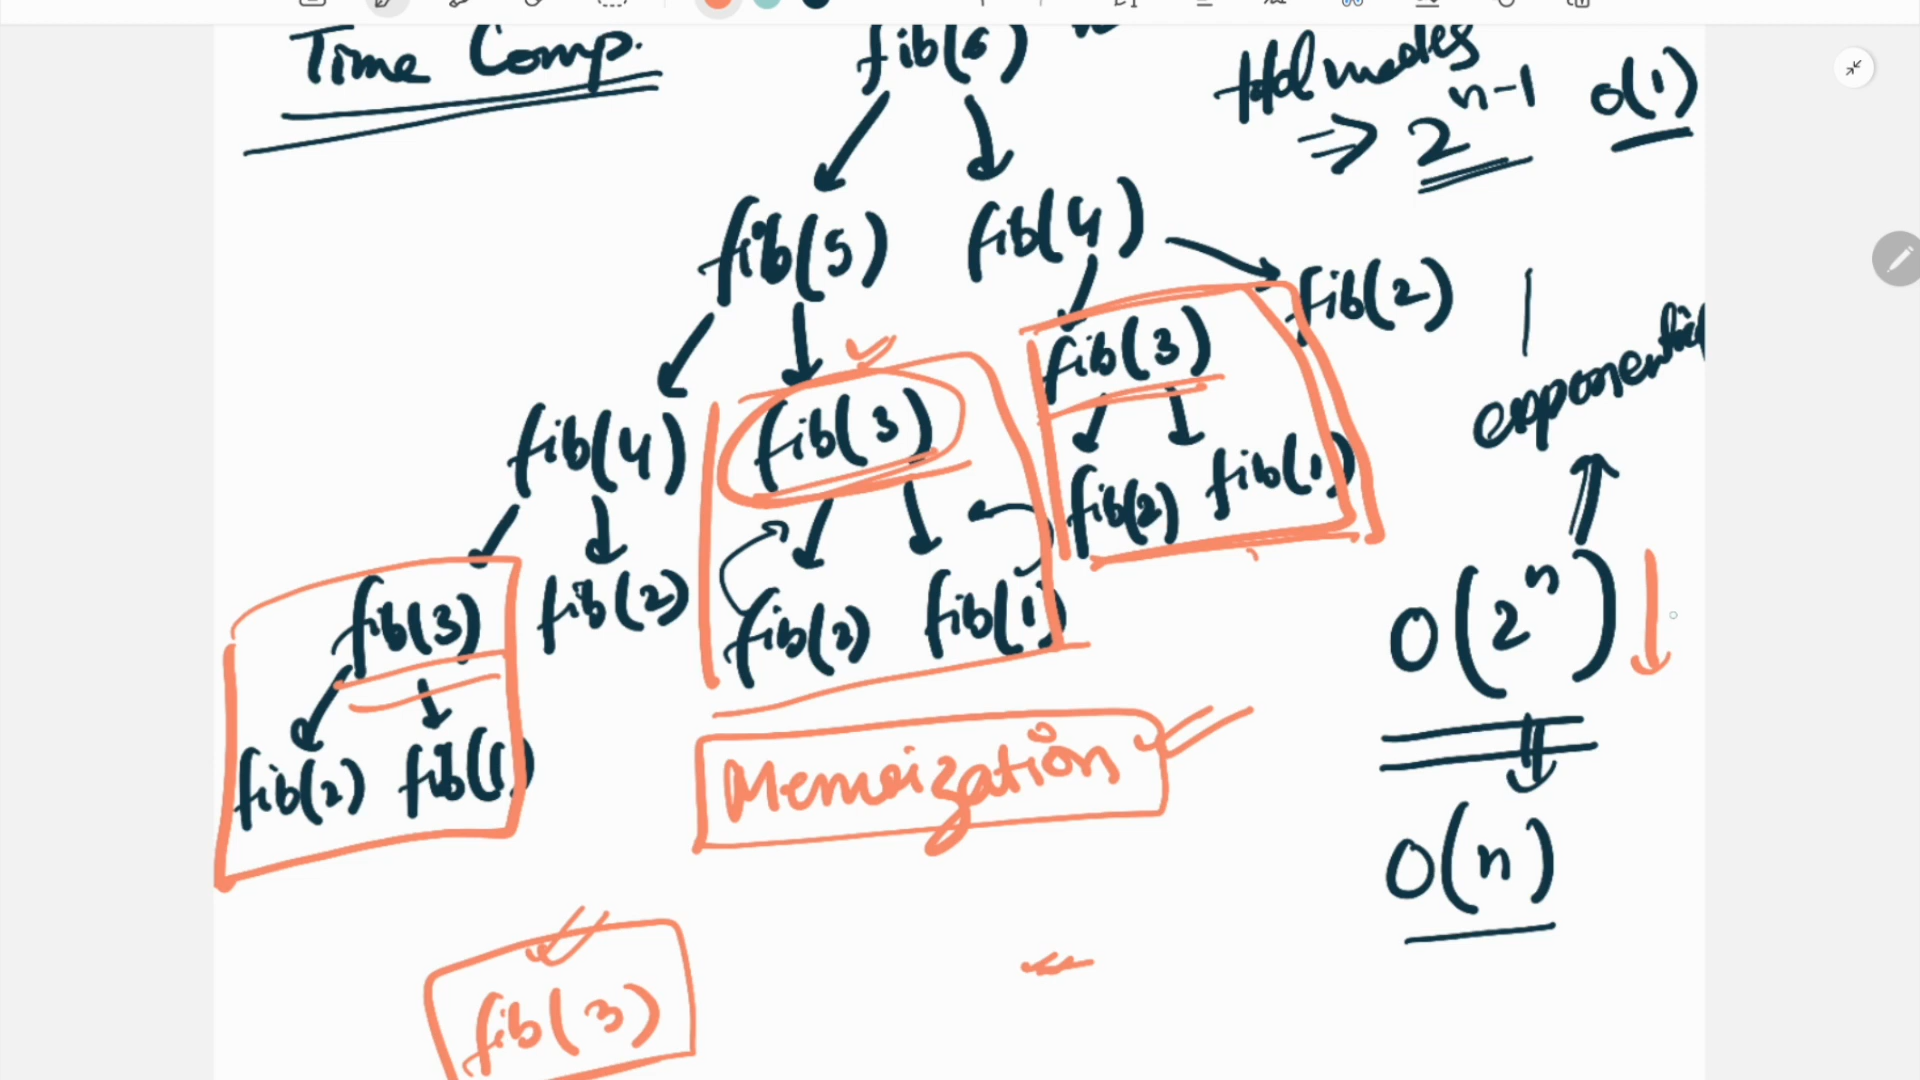 Time Comp.
fib(6)
Total nodes
⇒ 2^n-1
O(1)
fib(5)
fib(4)
fib(2)
fib(4)
fib(3)
fib(3)
fib(2)
fib(1)
exponential
fib(3)
fib(2)
fib(2)
fib(1)
O(2^n)
fib(2)
fib(1)
Memoization
O(n)
fib(3)